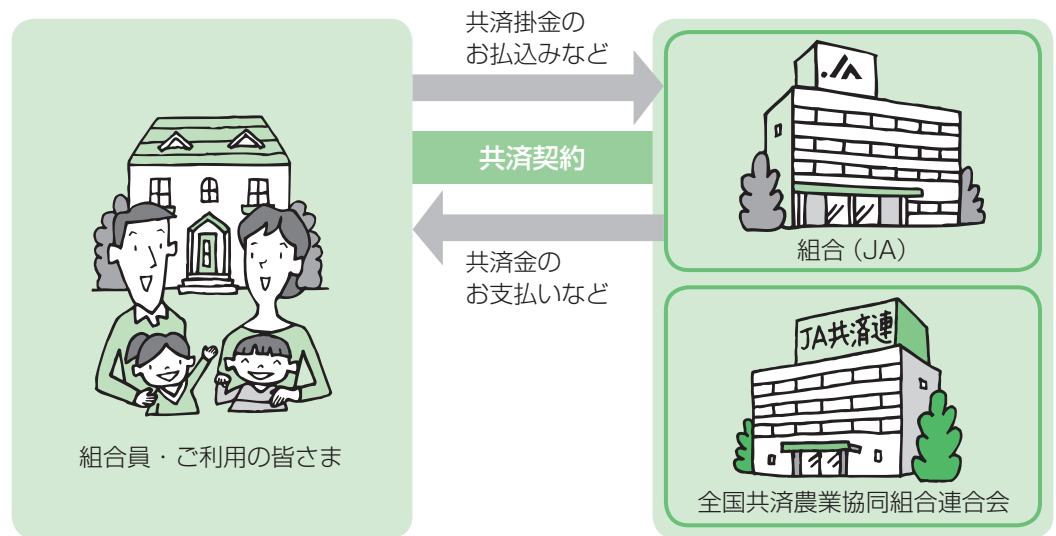 共済掛金の
お払込みなど
共済契約
共済金の
お支払いなど
組合員・ご利用の皆さま
JA
組合（JA）
JA共済連
全国共済農業協同組合連合会